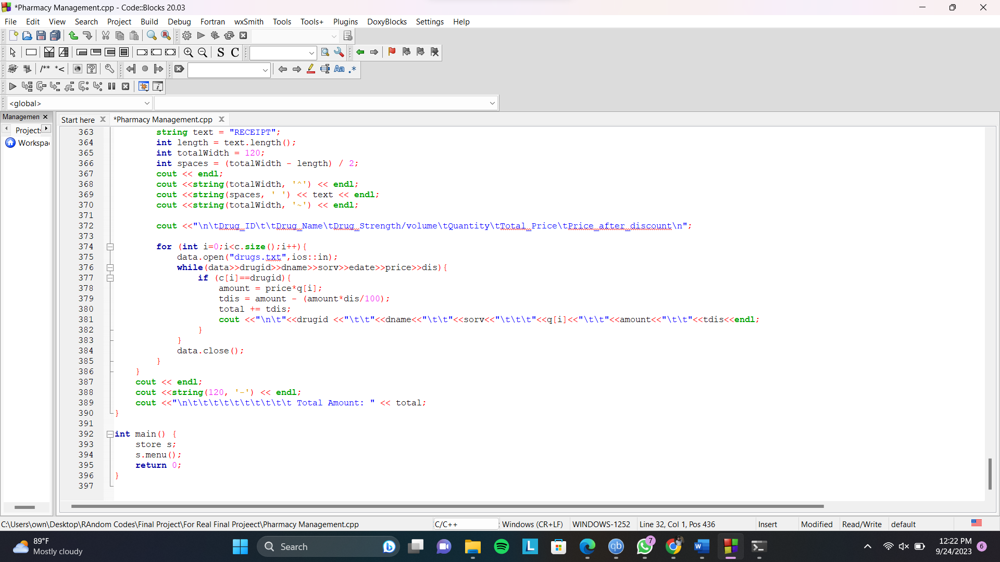 *Pharmacy Management.cpp - Code::Blocks 20.03
File Edit View Search Project Build Debug Fortran wxSmith Tools Tools+ Plugins DoxyBlocks Settings Help
S C
/** *<
Aa .*
<global>
Managemen
Start here *Pharmacy Management.cpp
Projects
Workspa
363 string text = "RECEIPT";
364 int length = text.length();
365 int totalWidth = 120;
366 int spaces = (totalWidth - length) / 2;
367 cout << endl;
368 cout <<string(totalWidth, '^') << endl;
369 cout <<string(spaces, ' ') << text << endl;
370 cout <<string(totalWidth, '~') << endl;
371
372 cout <<"\n\tDrug_ID\t\tDrug_Name\tDrug_Strength/volume\tQuantity\tTotal_Price\tPrice_after_discount\n";
373
374 for (int i=0;i<c.size();i++){
375 data.open("drugs.txt",ios::in);
376 while(data>>drugid>>dname>>sorv>>edate>>price>>dis){
377 if (c[i]==drugid){
378 amount = price*q[i];
379 tdis = amount - (amount*dis/100);
380 total += tdis;
381 cout <<"\n\t"<<drugid <<"\t\t"<<dname<<"\t\t"<<sorv<<"\t\t\t"<<q[i]<<"\t\t"<<amount<<"\t\t"<<tdis<<endl;
382 }
383 }
384 data.close();
385 }
386 }
387 cout << endl;
388 cout <<string(120, '-') << endl;
389 cout <<"\n\t\t\t\t\t\t\t\t\t\t Total Amount: " << total;
390 }
391
392 int main() {
393 store s;
394 s.menu();
395 return 0;
396 }
397
C:\Users\own\Desktop\RAndom Codes\Final Project\For Real Final Projeect\Pharmacy Management.cpp C/C++ Windows (CR+LF) WINDOWS-1252 Line 32, Col 1, Pos 436 Insert Modified Read/Write default
89°F
Mostly cloudy
Search
L
qb
7
W
12:22 PM
9/24/2023
6